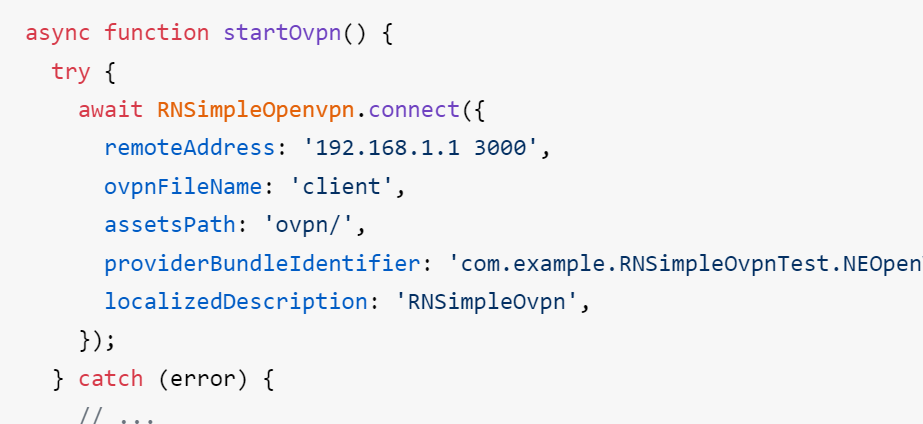 async function startOvpn() {
try {
await RNSimpleOpenvpn.connect({
remoteAddress: '192.168.1.1 3000',
ovpnFileName: 'client',
assetsPath: 'ovpn/',
providerBundleIdentifier: 'com.example.RNSimpleOvpnTest.NEOpen
localizedDescription: 'RNSimpleOvpn',
});
} catch (error) {
// ...